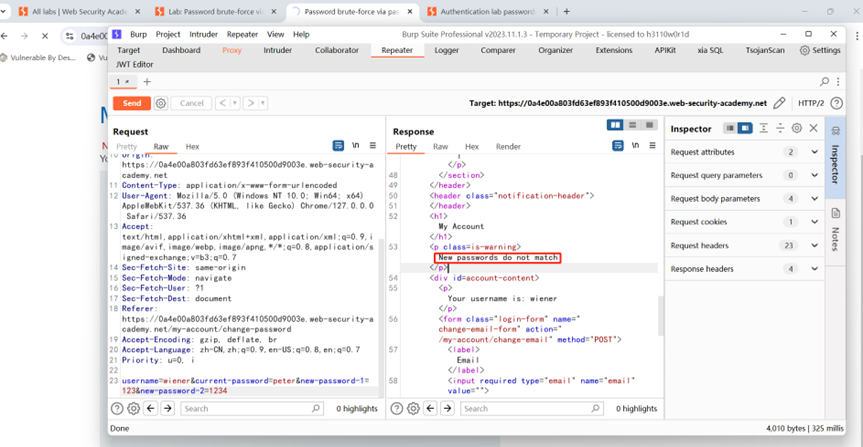 All labs | Web Security Acade
Lab: Password brute-force via
Password brute-force via pas
Authentication lab password
0a4e0
Vulnerable By Des...
Burp Project Intruder Repeater View Help
Burp Suite Professional v2023.11.1.3 - Temporary Project - licensed to h3110w0r1d
Target Dashboard Proxy Intruder Collaborator Repeater Logger Comparer Organizer Extensions APIKit xia SQL TsojanScan Settings
JWT Editor
1 × +
Send Cancel
Target: https://0a4e00a803fd63ef893f410500d9003e.web-security-academy.net HTTP/2
Request
Pretty Raw Hex \n
10 Origin:
https://0a4e00a803fd63ef893f410500d9003e.web-security-a
cademy.net
11 Content-Type: application/x-www-form-urlencoded
12 User-Agent: Mozilla/5.0 (Windows NT 10.0; Win64; x64)
AppleWebKit/537.36 (KHTML, like Gecko) Chrome/127.0.0.0
Safari/537.36
13 Accept:
text/html,application/xhtml+xml,application/xml;q=0.9,i
mage/avif,image/webp,image/apng,*/*;q=0.8,application/s
igned-exchange;v=b3;q=0.7
14 Sec-Fetch-Site: same-origin
15 Sec-Fetch-Mode: navigate
16 Sec-Fetch-User: ?1
17 Sec-Fetch-Dest: document
18 Referer:
https://0a4e00a803fd63ef893f410500d9003e.web-security-a
cademy.net/my-account/change-password
19 Accept-Encoding: gzip, deflate, br
20 Accept-Language: zh-CN,zh;q=0.9,en-US;q=0.8,en;q=0.7
21 Priority: u=0, i
22
23 username=wiener&current-password=peter&new-password-1=
123&new-password-2=1234
Search 0 highlights
Response
Pretty Raw Hex Render \n
</p>
48 </section>
49 </header>
50 <header class="notification-header">
51 </header>
52 <h1>
My Account
</h1>
53 <p class=is-warning>
New passwords do not match
</p>
54 <div id=account-content>
55 <p>
Your username is: wiener
</p>
56 <form class="login-form" name="
change-email-form" action="
/my-account/change-email" method="POST">
57 <label>
Email
</label>
58 <input required type="email" name="email"
value="">
Search 0 highlights
Inspector
Request attributes 2
Request query parameters 0
Request body parameters 4
Request cookies 1
Request headers 23
Response headers 4
Inspector
Notes
Done
4,010 bytes | 325 millis